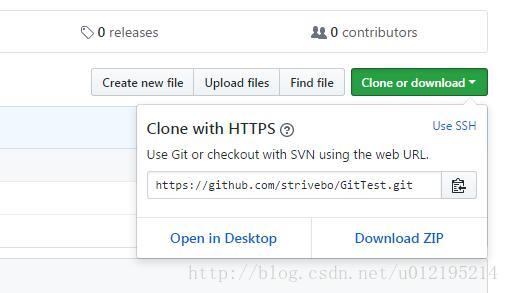 0 releases
0 contributors
Create new file
Upload files
Find file
Clone or download
Clone with HTTPS ?
Use SSH
Use Git or checkout with SVN using the web URL.
https://github.com/strivebo/GitTest.git
Open in Desktop
Download ZIP
http://blog.csdn.net/u012195214